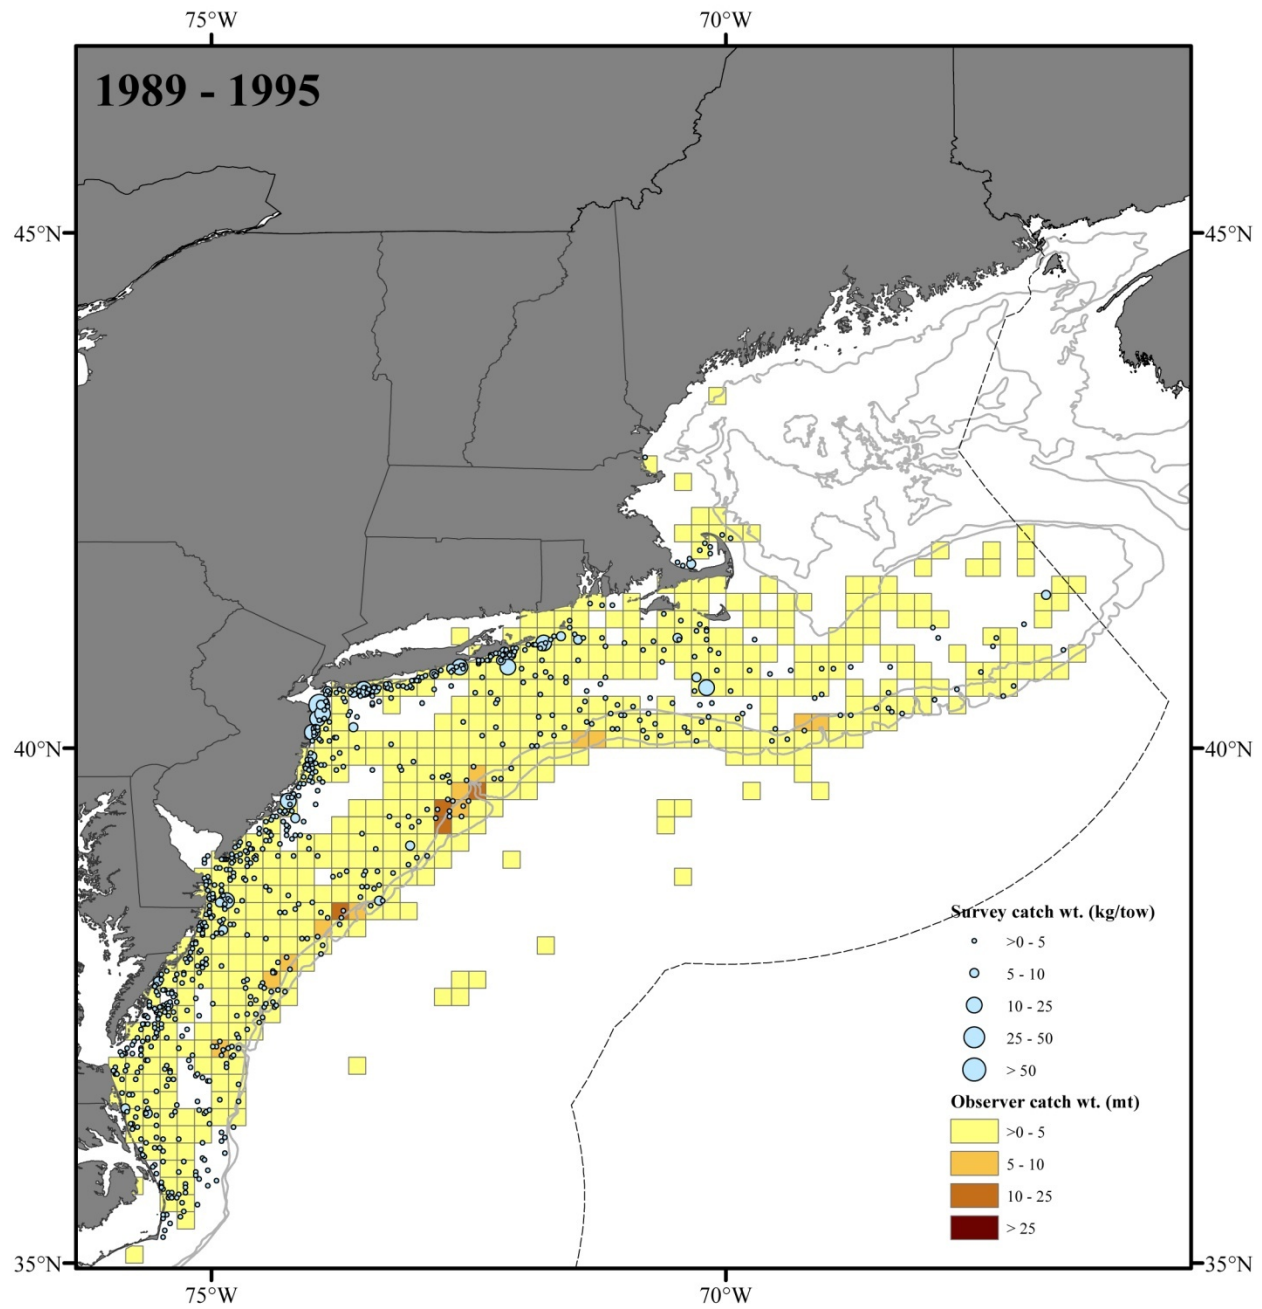 75°W 70°W
1989 - 1995
45°N 45°N
40°N 40°N
Survey catch wt. (kg/tow)
>0 - 5
5 - 10
10 - 25
25 - 50
> 50
Observer catch wt. (mt)
>0 - 5
5 - 10
10 - 25
> 25
35°N 35°N
75°W 70°W